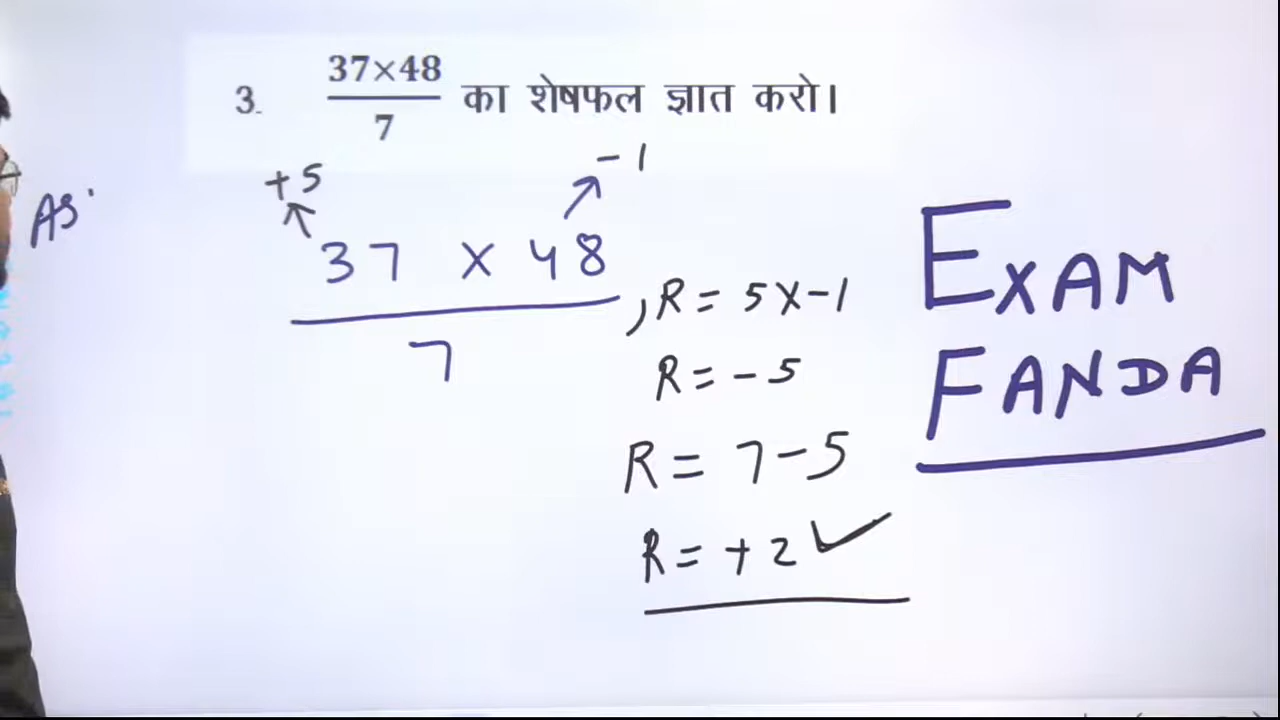 3. 37×48
7 का शेषफल ज्ञात करो।
+5 -1
AS
37 × 48
7
, R = 5×-1
R = -5
R = 7-5
R = +2
EXAM
FANDA